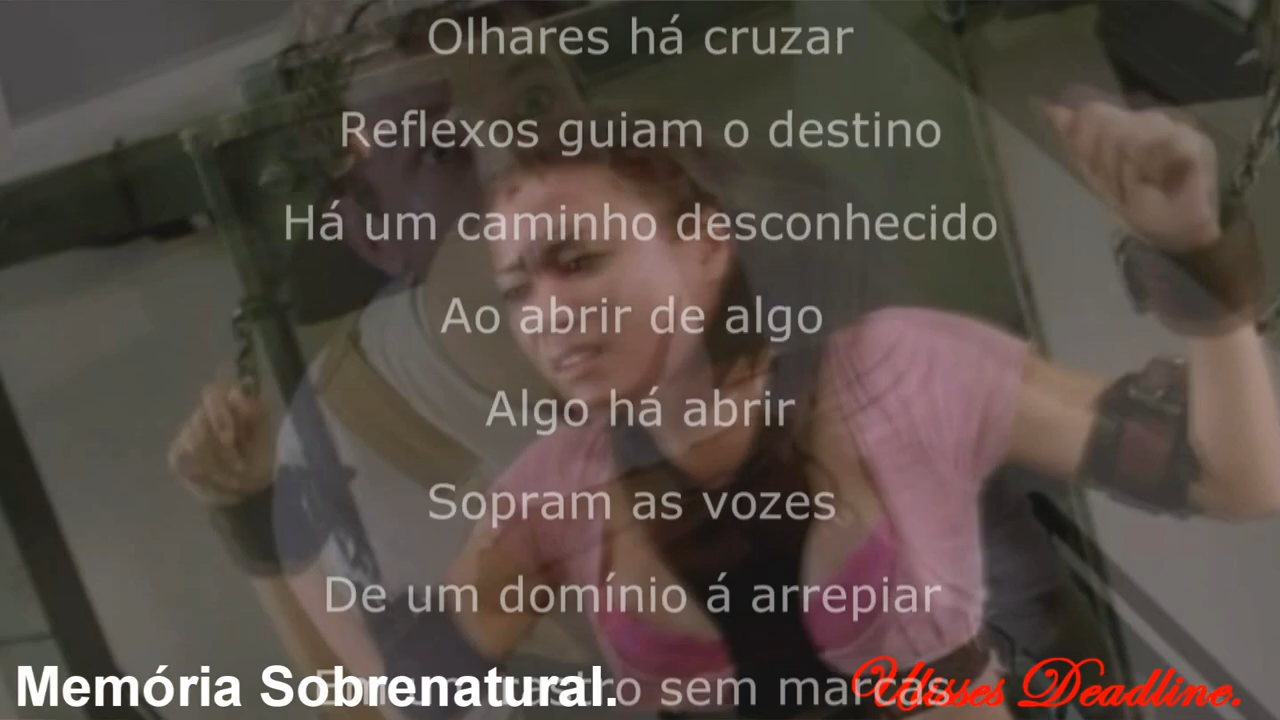 Olhares há cruzar
Reflexos guiam o destino
Há um caminho desconhecido
Ao abrir de algo
Algo há abrir
Sopram as vozes
De um domínio á arrepiar
sem marcas
Memória Sobrenatural.
Ulisses Deadline.